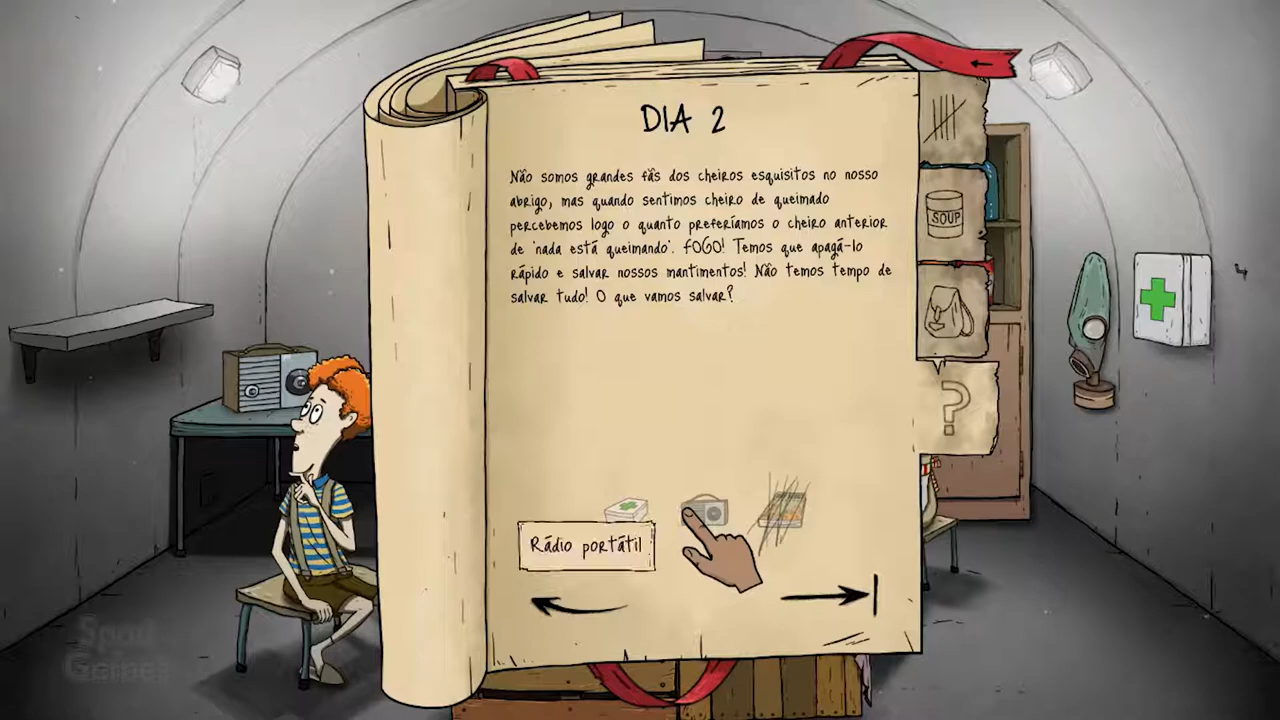 DIA 2
Não somos grandes fãs dos cheiros esquisitos no nosso
abrigo, mas quando sentimos cheiro de queimado
percebemos logo o quanto preferíamos o cheiro anterior
de 'nada está queimando'. FOGO! Temos que apagá-lo
rápido e salvar nossos mantimentos! Não temos tempo de
salvar tudo! O que vamos salvar?
SOUP
?
Rádio portátil